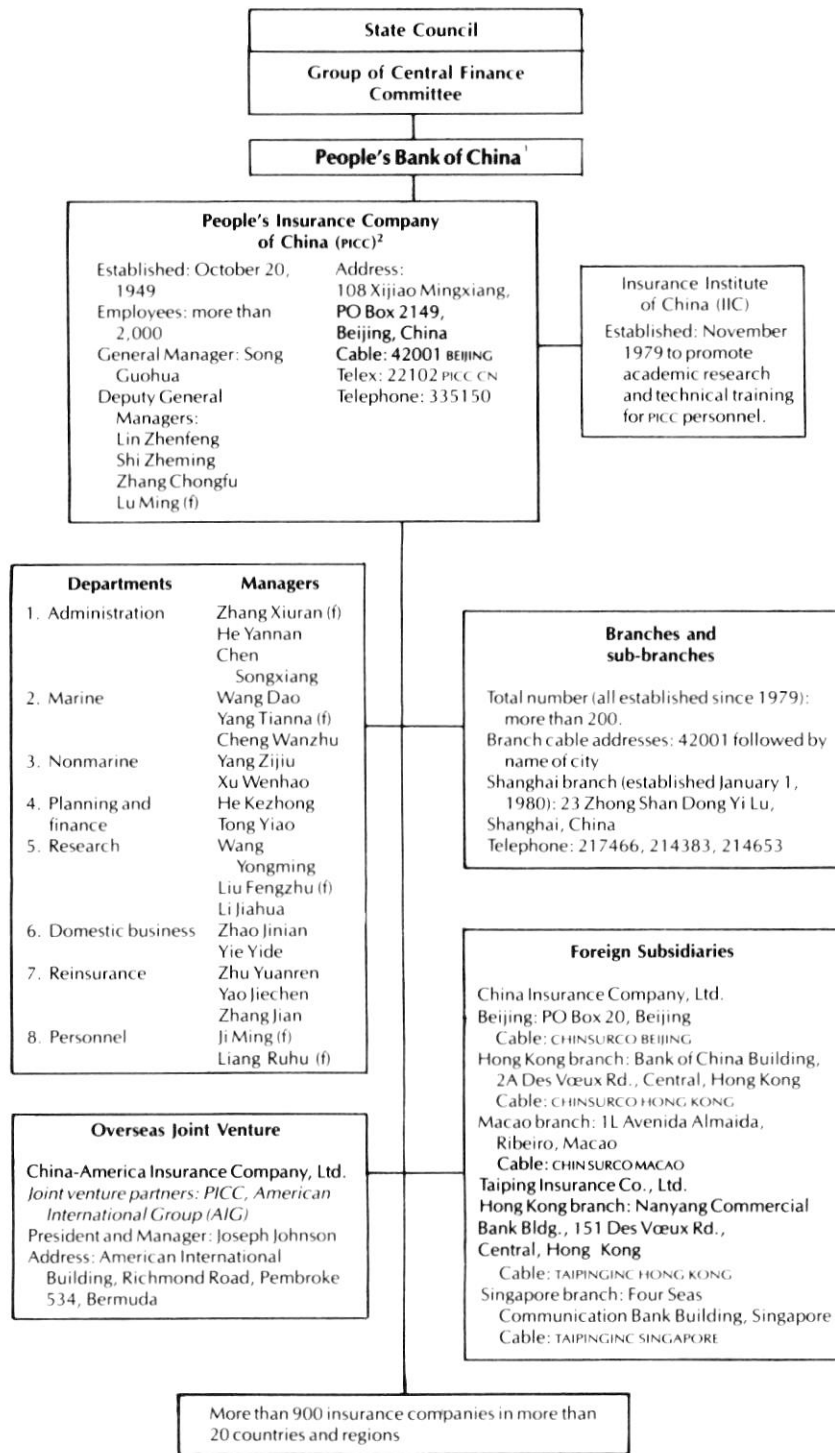 State Council
Group of Central Finance
Committee
People's Bank of China¹
People's Insurance Company
of China (PICC)²
Established: October 20,
1949
Employees: more than
2,000
General Manager: Song
Guohua
Deputy General
Managers:
Lin Zhenfeng
Shi Zheming
Zhang Chongfu
Lu Ming (f)
Address:
108 Xijiao Mingxiang,
PO Box 2149,
Beijing, China
Cable: 42001 BEIJING
Telex: 22102 PICC CN
Telephone: 335150
Insurance Institute
of China (IIC)
Established: November
1979 to promote
academic research
and technical training
for PICC personnel.
Departments Managers
1. Administration Zhang Xiuran (f)
He Yannan
Chen
Songxiang
2. Marine Wang Dao
Yang Tianna (f)
Cheng Wanzhu
3. Nonmarine Yang Zijiu
Xu Wenhao
4. Planning and He Kezhong
finance Tong Yiao
5. Research Wang
Yongming
Liu Fengzhu (f)
Li Jiahua
6. Domestic business Zhao Jinian
Yie Yide
7. Reinsurance Zhu Yuanren
Yao Jiechen
Zhang Jian
8. Personnel Ji Ming (f)
Liang Ruhu (f)
Branches and
sub-branches
Total number (all established since 1979):
more than 200.
Branch cable addresses: 42001 followed by
name of city
Shanghai branch (established January 1,
1980): 23 Zhong Shan Dong Yi Lu,
Shanghai, China
Telephone: 217466, 214383, 214653
Overseas Joint Venture
China-America Insurance Company, Ltd.
Joint venture partners: PICC, American
International Group (AIG)
President and Manager: Joseph Johnson
Address: American International
Building, Richmond Road, Pembroke
534, Bermuda
Foreign Subsidiaries
China Insurance Company, Ltd.
Beijing: PO Box 20, Beijing
Cable: CHINSURCO BEIJING
Hong Kong branch: Bank of China Building,
2A Des Vœux Rd., Central, Hong Kong
Cable: CHINSURCO HONG KONG
Macao branch: 1L Avenida Almaida,
Ribeiro, Macao
Cable: CHINSURCO MACAO
Taiping Insurance Co., Ltd.
Hong Kong branch: Nanyang Commercial
Bank Bldg., 151 Des Vœux Rd.,
Central, Hong Kong
Cable: TAIPINGINC HONG KONG
Singapore branch: Four Seas
Communication Bank Building, Singapore
Cable: TAIPINGINC SINGAPORE
More than 900 insurance companies in more than
20 countries and regions